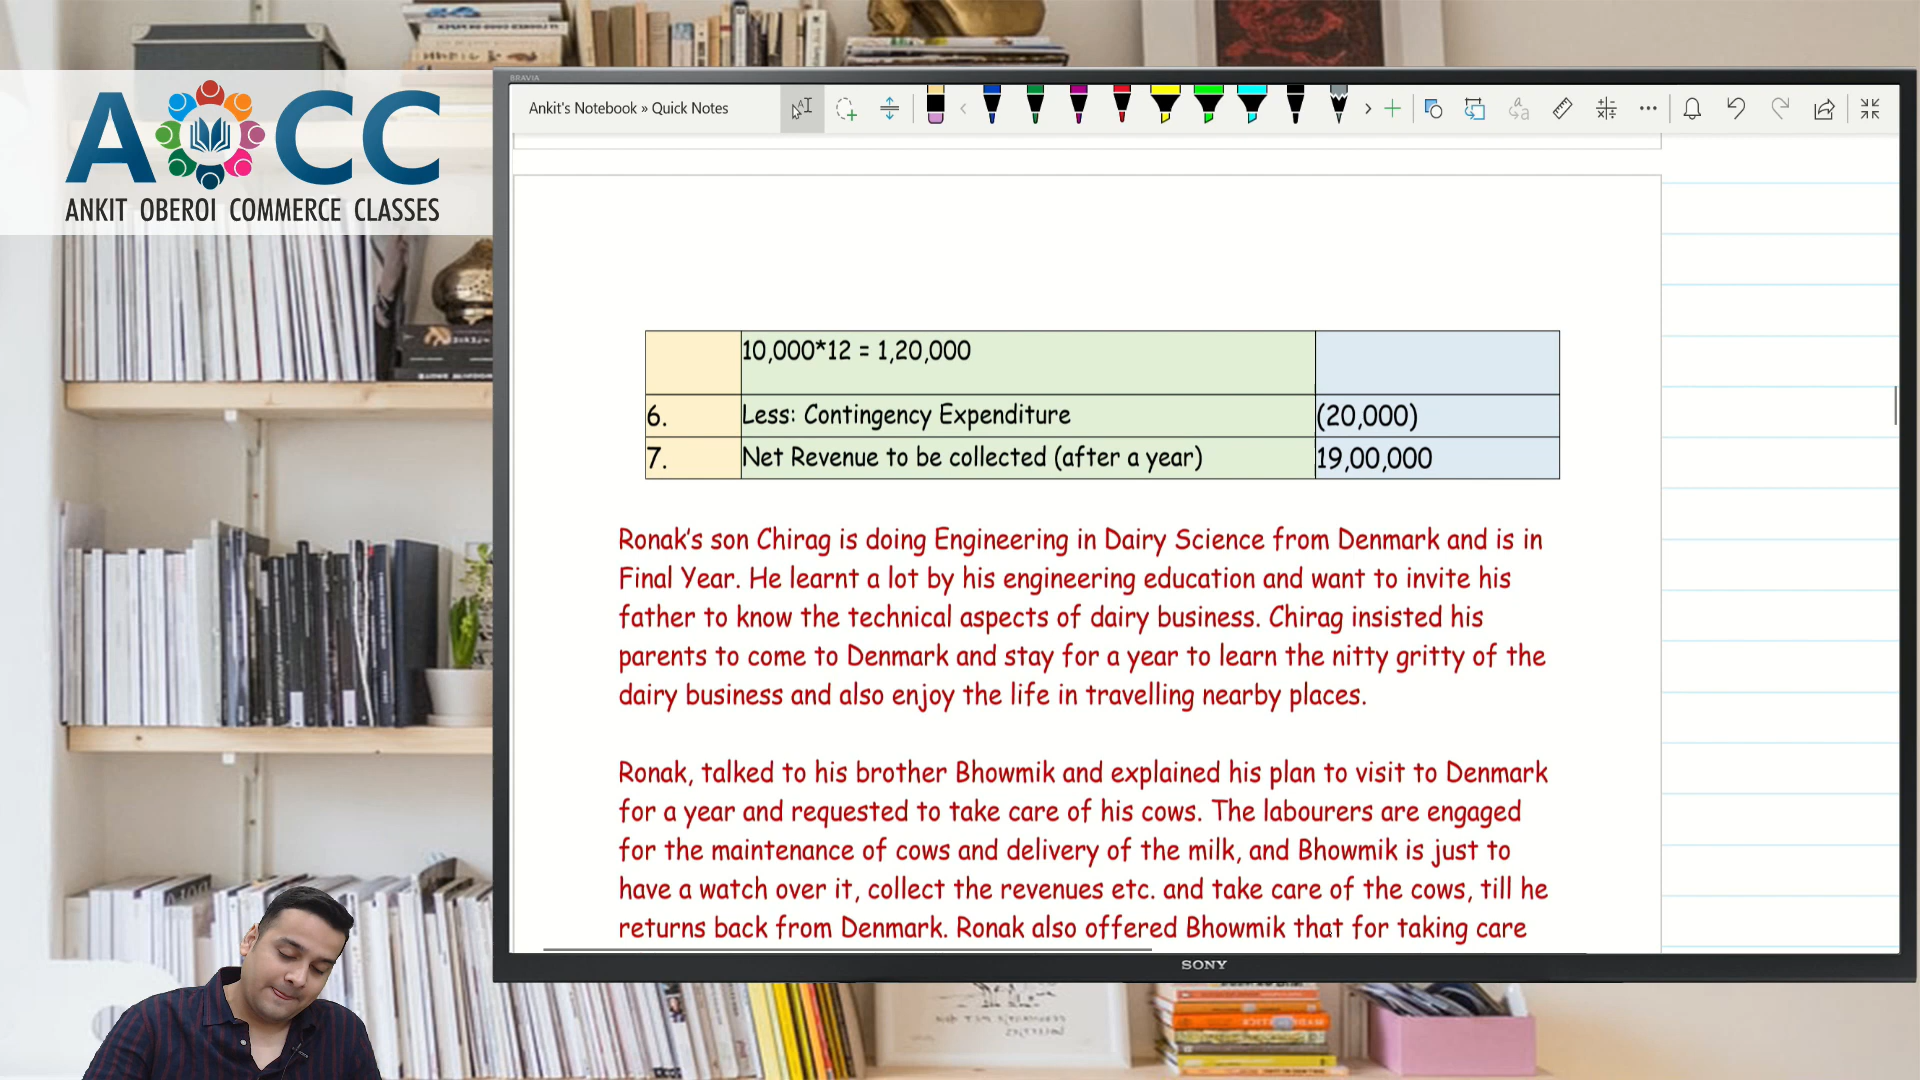 BRAVIA
Ankit's Notebook » Quick Notes
AOCC
ANKIT OBEROI COMMERCE CLASSES
10,000*12 = 1,20,000
6. Less: Contingency Expenditure (20,000)
7. Net Revenue to be collected (after a year) 19,00,000
Ronak's son Chirag is doing Engineering in Dairy Science from Denmark and is in
Final Year. He learnt a lot by his engineering education and want to invite his
father to know the technical aspects of dairy business. Chirag insisted his
parents to come to Denmark and stay for a year to learn the nitty gritty of the
dairy business and also enjoy the life in travelling nearby places.
Ronak, talked to his brother Bhowmik and explained his plan to visit to Denmark
for a year and requested to take care of his cows. The labourers are engaged
for the maintenance of cows and delivery of the milk, and Bhowmik is just to
have a watch over it, collect the revenues etc. and take care of the cows, till he
returns back from Denmark. Ronak also offered Bhowmik that for taking care
SONY